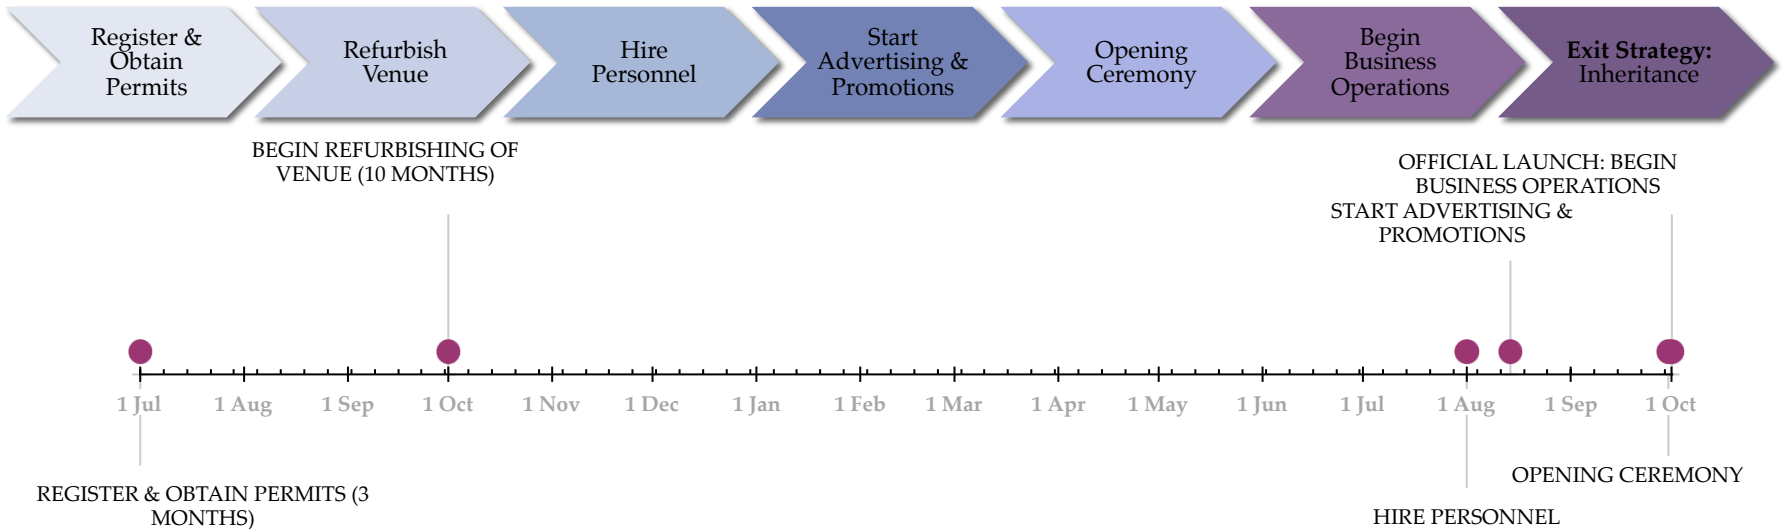 Register &
Obtain
Permits
Refurbish
Venue
Hire
Personnel
Start
Advertising &
Promotions
Opening
Ceremony
Begin
Business
Operations
Exit Strategy:
Inheritance
BEGIN REFURBISHING OF
VENUE (10 MONTHS)
OFFICIAL LAUNCH: BEGIN
BUSINESS OPERATIONS
START ADVERTISING &
PROMOTIONS
1 Jul
1 Aug
1 Sep
1 Oct
1 Nov
1 Dec
1 Jan
1 Feb
1 Mar
1 Apr
1 May
1 Jun
1 Jul
1 Aug
1 Sep
1 Oct
REGISTER & OBTAIN PERMITS (3
MONTHS)
OPENING CEREMONY
HIRE PERSONNEL